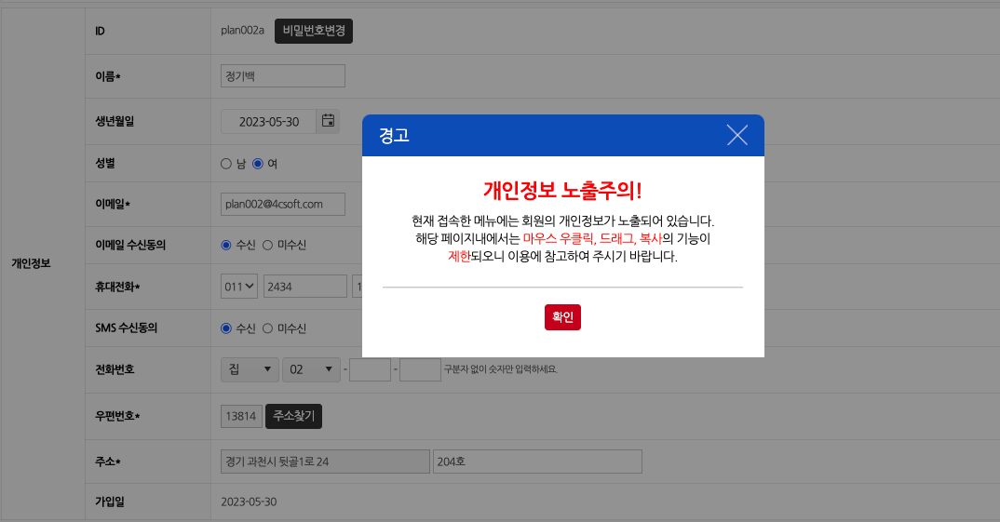 개인정보
ID
plan002a 비밀번호변경
이름*
정기백
생년월일
2023-05-30
성별
남 여
이메일*
plan002@4csoft.com
이메일 수신동의
수신 미수신
휴대전화*
011 2434 1
SMS 수신동의
수신 미수신
전화번호
집 02 - - 구분자 없이 숫자만 입력하세요.
우편번호*
13814 주소찾기
주소*
경기 과천시 뒷골1로 24 204호
가입일
2023-05-30
경고
개인정보 노출주의!
현재 접속한 메뉴에는 회원의 개인정보가 노출되어 있습니다.
해당 페이지내에서는 마우스 우클릭, 드래그, 복사의 기능이
제한되오니 이용에 참고하여 주시기 바랍니다.
확인